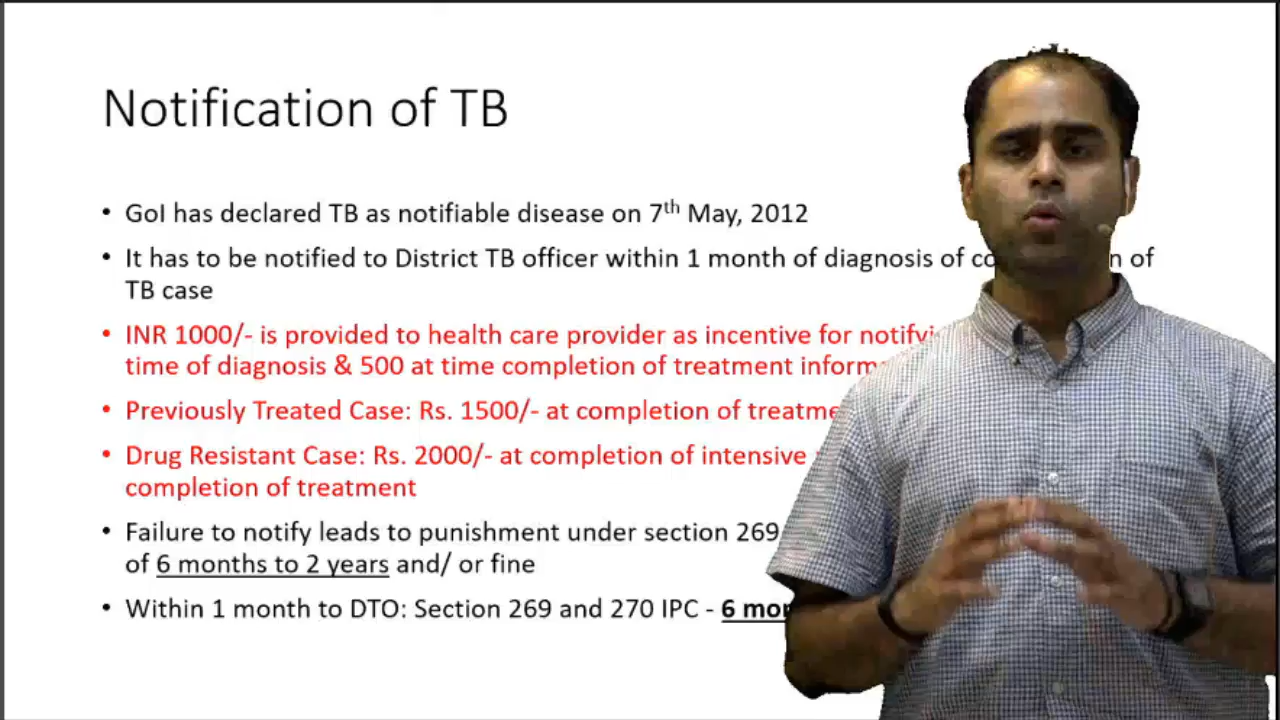 Notification of TB
• GoI has declared TB as notifiable disease on 7th May, 2012
• It has to be notified to District TB officer within 1 month of diagnosis of of
TB case
• INR 1000/- is provided to health care provider as incentive for
time of diagnosis & 500 at time completion of treatment
• Previously Treated Case: Rs. 1500/- at completion of
• Drug Resistant Case: Rs. 2000/- at completion of intensive
completion of treatment
• Failure to notify leads to punishment under section 269
of 6 months to 2 years and/ or fine
• Within 1 month to DTO: Section 269 and 270 IPC - 6